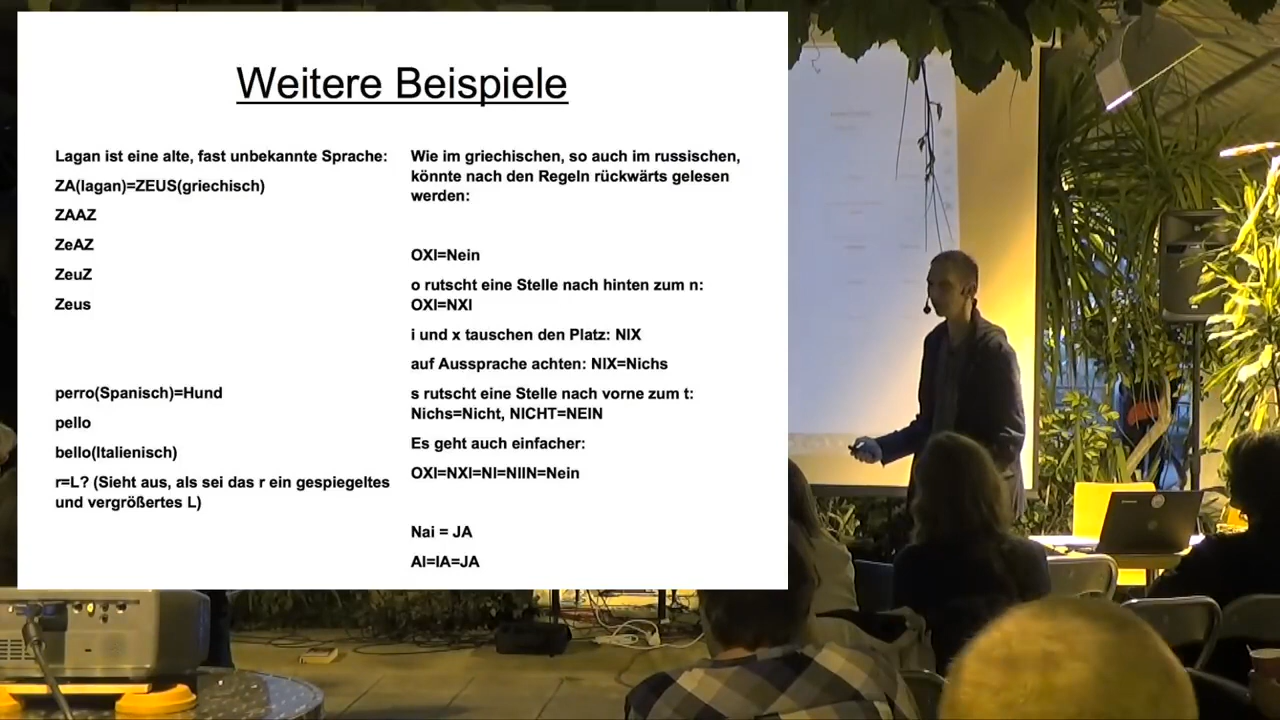 Weitere Beispiele
Lagan ist eine alte, fast unbekannte Sprache:
ZA(lagan)=ZEUS(griechisch)
ZAAZ
ZeAZ
ZeuZ
Zeus
perro(Spanisch)=Hund
pello
bello(Italienisch)
r=L? (Sieht aus, als sei das r ein gespiegeltes
und vergrößertes L)
Wie im griechischen, so auch im russischen,
könnte nach den Regeln rückwärts gelesen
werden:
OXI=Nein
o rutscht eine Stelle nach hinten zum n:
OXI=NXI
i und x tauschen den Platz: NIX
auf Aussprache achten: NIX=Nichs
s rutscht eine Stelle nach vorne zum t:
Nichs=Nicht, NICHT=NEIN
Es geht auch einfacher:
OXI=NXI=NI=NIIN=Nein
Nai = JA
AI=IA=JA